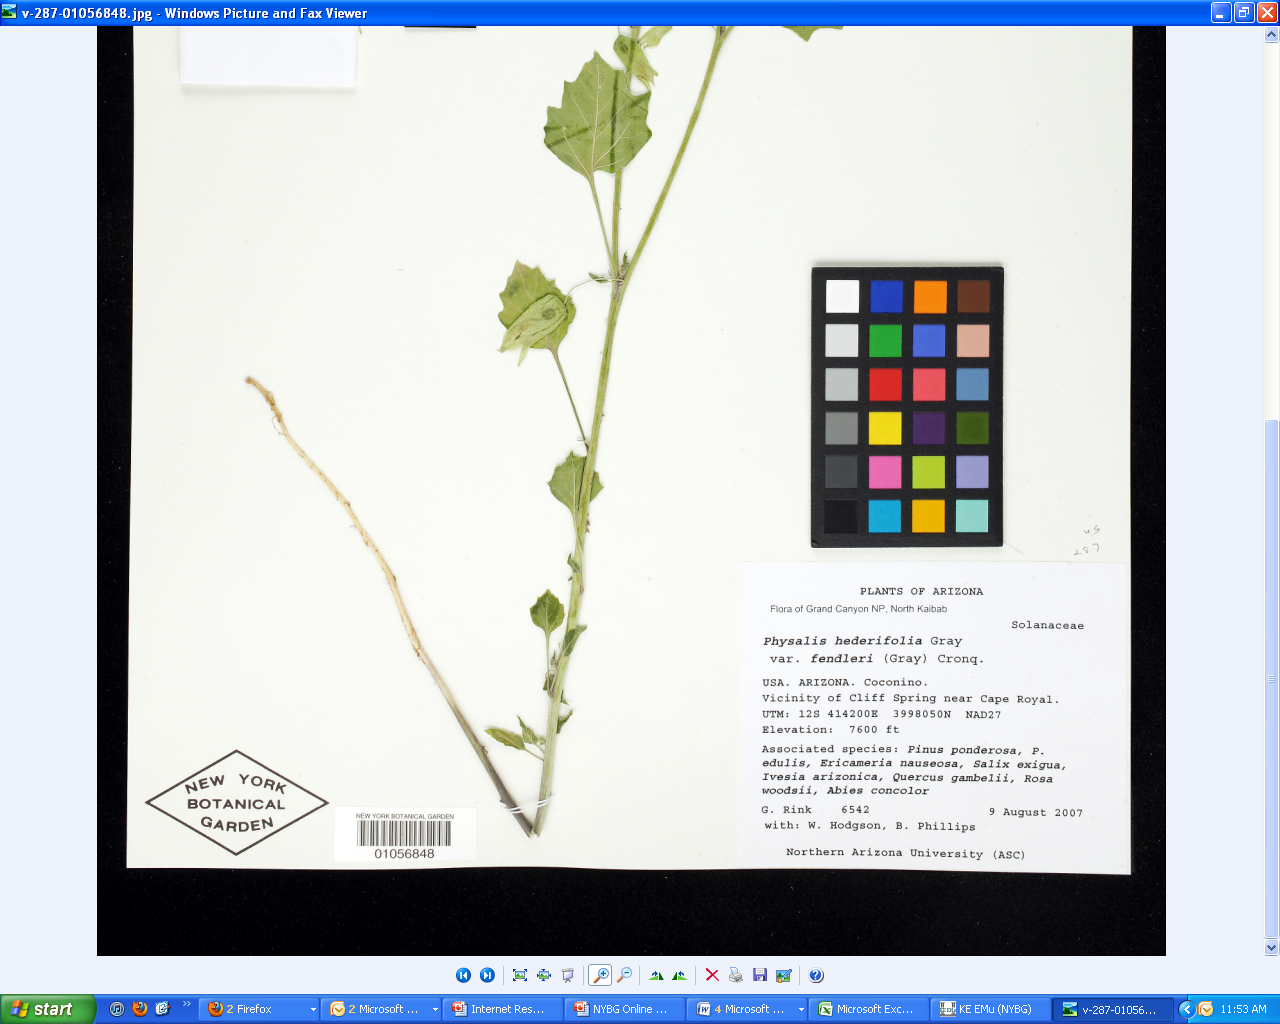 v-287-01056848.jpg - Windows Picture and Fax Viewer
us
287
PLANTS OF ARIZONA
Flora of Grand Canyon NP, North Kaibab
Solanaceae
Physalis hederifolia Gray
var. fendleri (Gray) Cronq.
USA. ARIZONA. Coconino.
Vicinity of Cliff Spring near Cape Royal.
UTM: 12S 414200E 3998050N NAD27
Elevation: 7600 ft
Associated species: Pinus ponderosa, P.
edulis, Ericameria nauseosa, Salix exigua,
Ivesia arizonica, Quercus gambelii, Rosa
woodsii, Abies concolor
G. Rink 6542 9 August 2007
with: W. Hodgson, B. Phillips
Northern Arizona University (ASC)
NEW YORK
BOTANICAL
GARDEN
NEW YORK BOTANICAL GARDEN
01056848
start
2 Firefox
2 Microsoft ...
Internet Res...
NYBG Online ...
4 Microsoft ...
Microsoft Exc...
KE EMu (NYBG)
v-287-01056...
11:53 AM